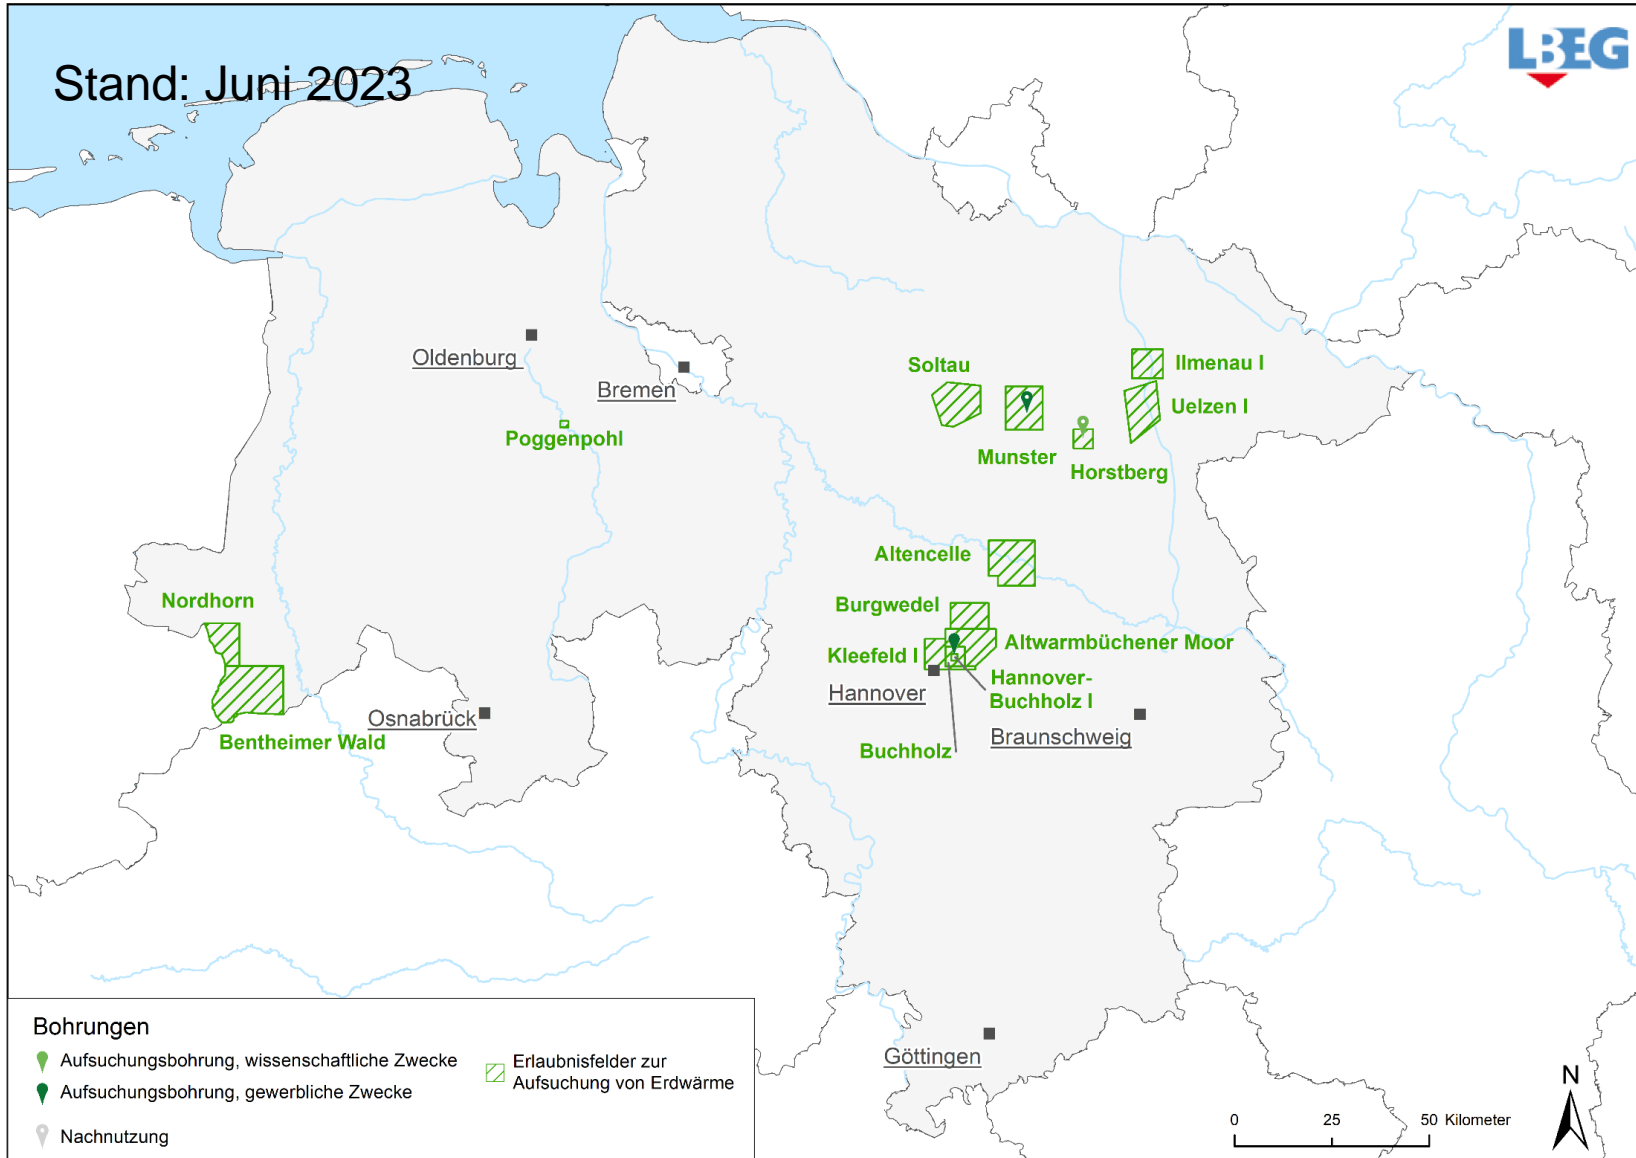 Stand: Juni 2023
LBEG
Oldenburg
Bremen
Poggenpohl
Soltau
Munster
Horstberg
Ilmenau I
Uelzen I
Altencelle
Burgwedel
Kleefeld I
Altwarmbüchener Moor
Hannover
Hannover-
Buchholz I
Buchholz
Braunschweig
Nordhorn
Bentheimer Wald
Osnabrück
Göttingen
Bohrungen
Aufsuchungsbohrung, wissenschaftliche Zwecke
Aufsuchungsbohrung, gewerbliche Zwecke
Nachnutzung
Erlaubnisfelder zur
Aufsuchung von Erdwärme
0 25 50 Kilometer
N